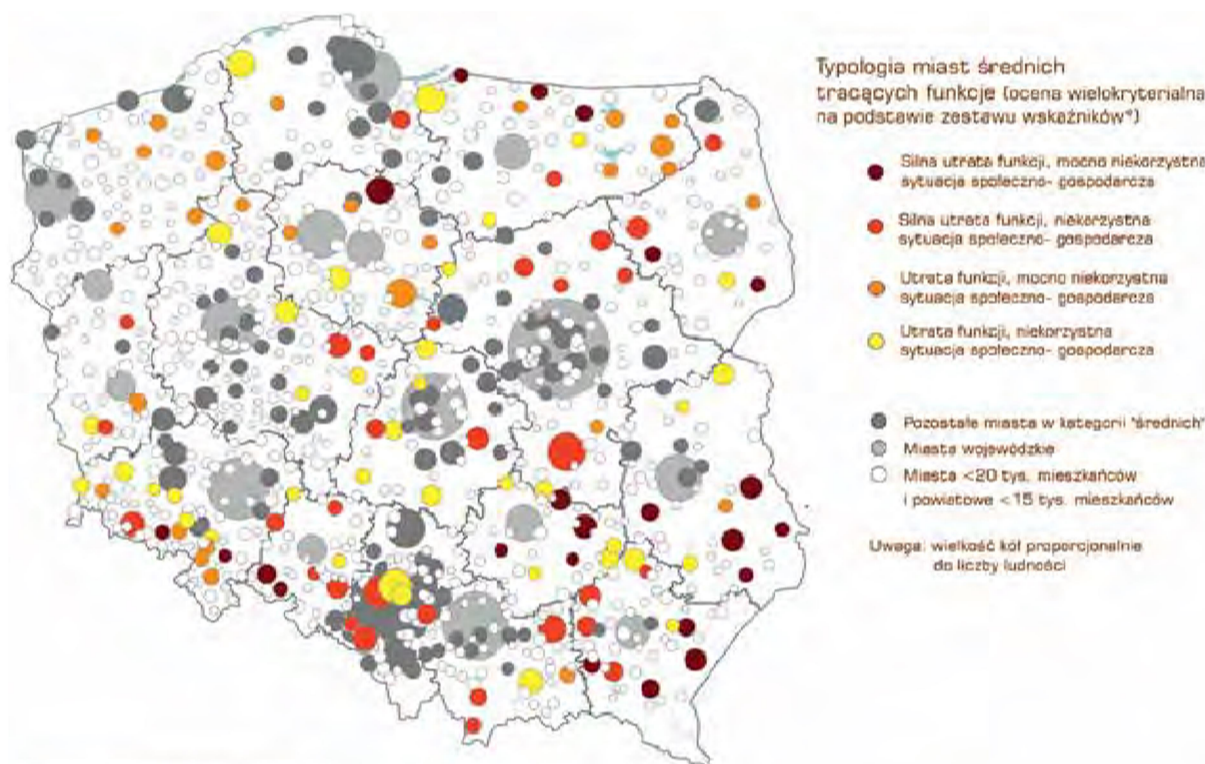 Typologia miast średnich
tracących funkcje (ocena wielokryterialna
na podstawie zestawu wskaźników*)
Silna utrata funkcji, mocno niekorzystna
sytuacja społeczno- gospodarcza
Silna utrata funkcji, niekorzystna
sytuacja społeczno- gospodarcza
Utrata funkcji, mocno niekorzystna
sytuacja społeczno- gospodarcza
Utrata funkcji, niekorzystna
sytuacja społeczno- gospodarcza
Pozostałe miasta w kategorii "średnich"
Miasta wojewódzkie
Miasta <20 tys. mieszkańców
i powiatowe <15 tys. mieszkańców
Uwaga: wielkość kół proporcjonalnie
do liczby ludności